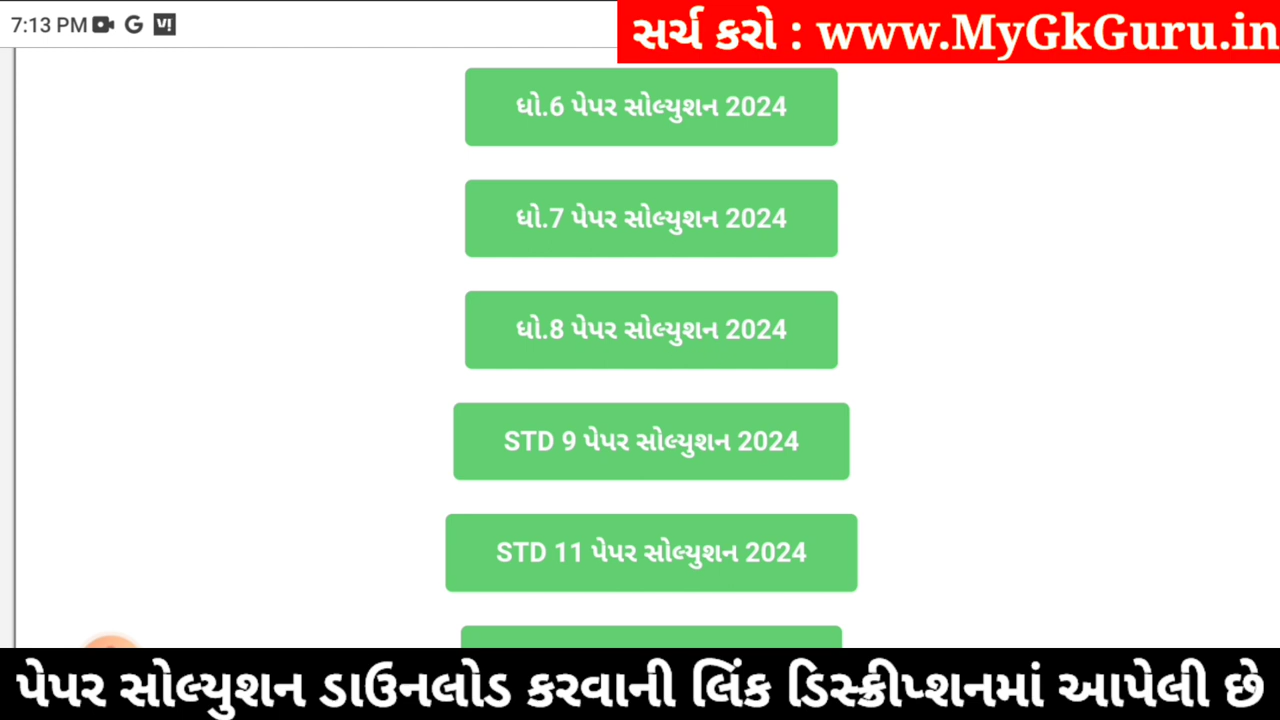 7:13 PM
સર્ચ કરો : www.MyGkGuru.in
ધો.6 પેપર સોલ્યુશન 2024
ધો.7 પેપર સોલ્યુશન 2024
ધો.8 પેપર સોલ્યુશન 2024
STD 9 પેપર સોલ્યુશન 2024
STD 11 પેપર સોલ્યુશન 2024
પેપર સોલ્યુશન ડાઉનલોડ કરવાની લિંક ડિસ્ક્રીપ્શનમાં આપેલી છે